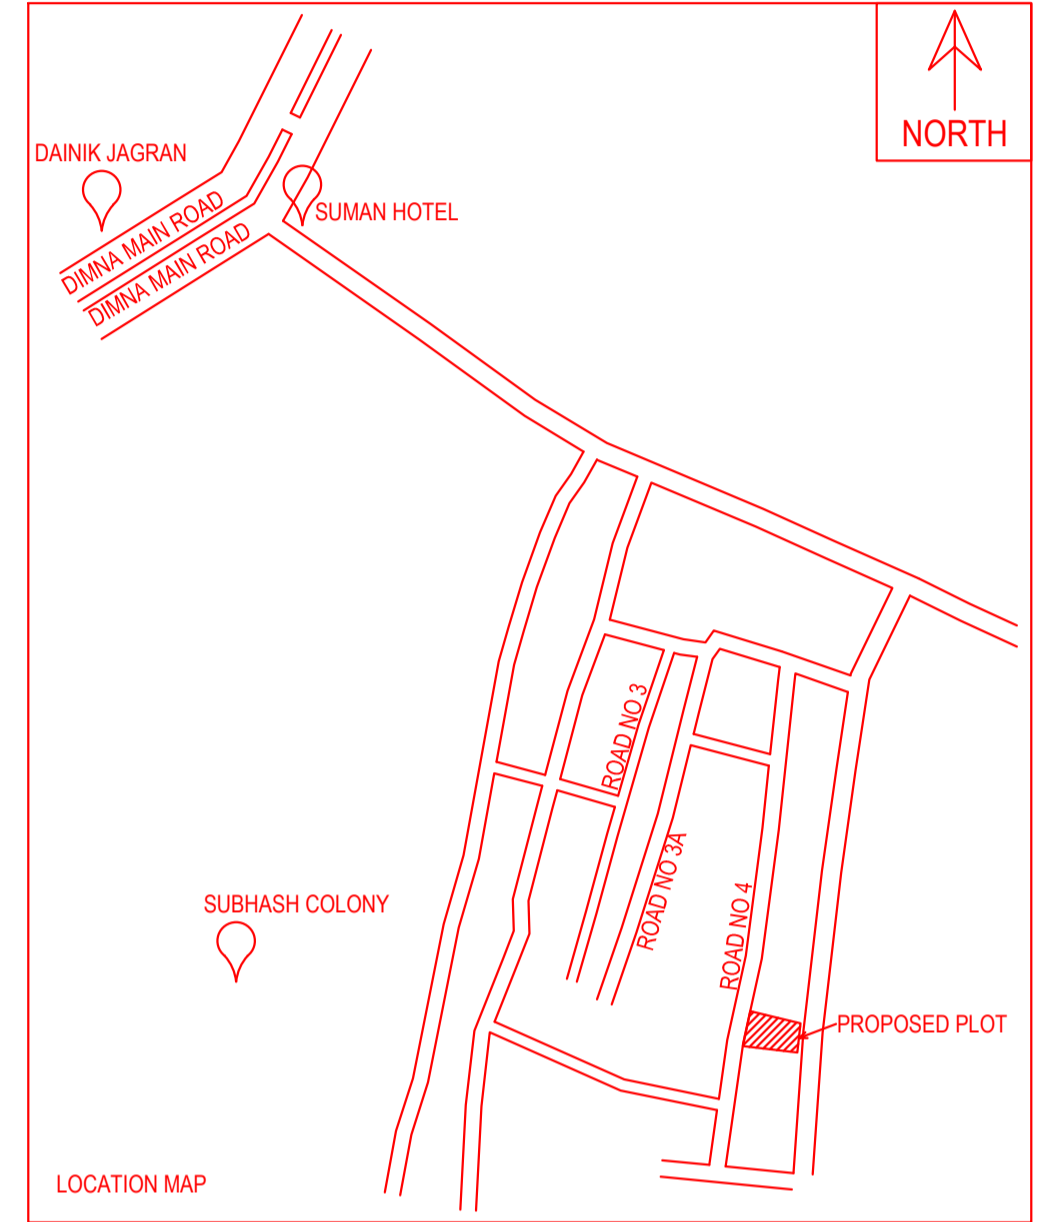 NORTH
DAINIK JAGRAN
SUMAN HOTEL
DIMNA MAIN ROAD
DIMNA MAIN ROAD
ROAD NO 3
ROAD NO 3A
ROAD NO 4
SUBHASH COLONY
PROPOSED PLOT
LOCATION MAP